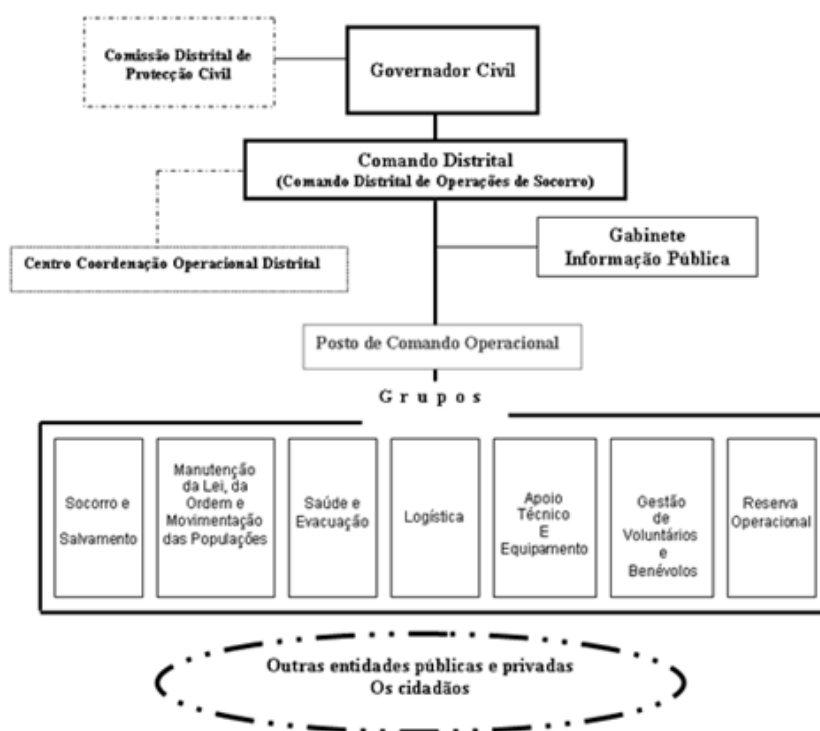 Comissão Distrital de
Protecção Civil
Governador Civil
Comando Distrital
(Comando Distrital de Operações de Socorro)
Centro Coordenação Operacional Distrital
Gabinete
Informação Pública
Posto de Comando Operacional
Grupos
Socorro e
Salvamento
Manutenção
da Lei, da
Ordem e
Movimentação
das Populações
Saúde e
Evacuação
Logística
Apoio
Técnico
E
Equipamento
Gestão
de
Voluntários
e
Benévolos
Reserva
Operacional
Outras entidades públicas e privadas
Os cidadãos